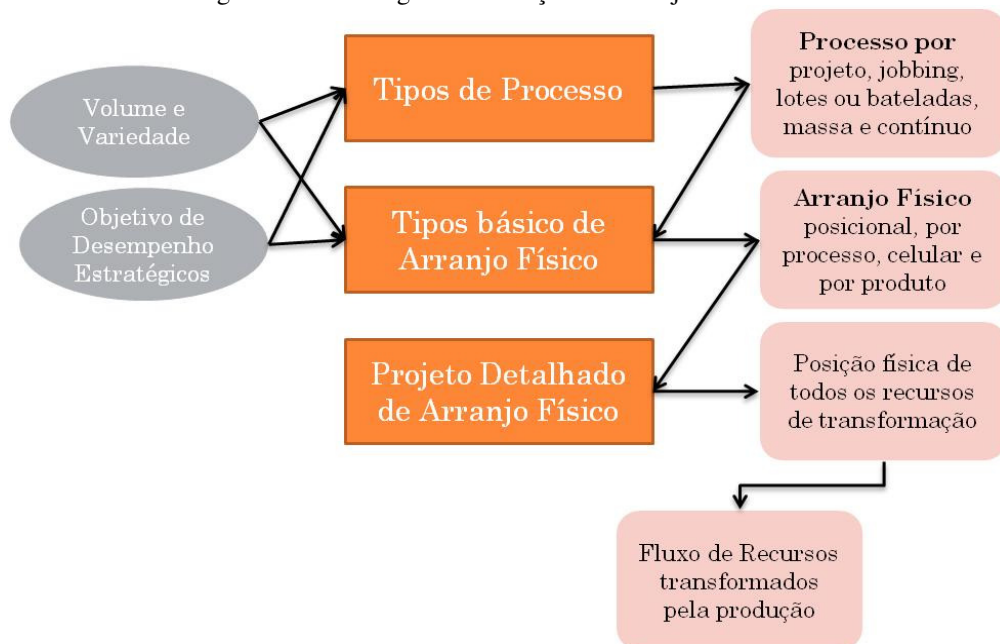 Volume e
Variedade
Objetivo de
Desempenho
Estratégicos
Tipos de Processo
Tipos básico de
Arranjo Físico
Projeto Detalhado
de Arranjo Físico
Processo por
projeto, jobbing,
lotes ou bateladas,
massa e contínuo
Arranjo Físico
posicional, por
processo, celular e
por produto
Posição física de
todos os recursos
de transformação
Fluxo de Recursos
transformados
pela produção